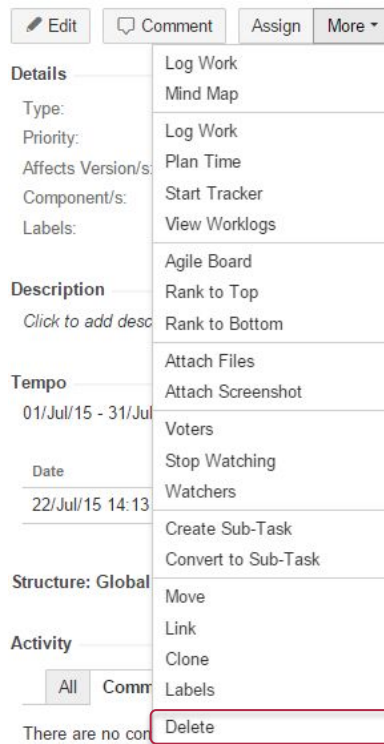 Edit Comment Assign More
Details
Type:
Priority:
Affects Version/s:
Component/s:
Labels:
Description
Click to add desc
Tempo
01/Jul/15 - 31/Jul
Date
22/Jul/15 14:13
Structure: Global
Activity
All Comm
There are no con
Log Work
Mind Map
Log Work
Plan Time
Start Tracker
View Worklogs
Agile Board
Rank to Top
Rank to Bottom
Attach Files
Attach Screenshot
Voters
Stop Watching
Watchers
Create Sub-Task
Convert to Sub-Task
Move
Link
Clone
Labels
Delete